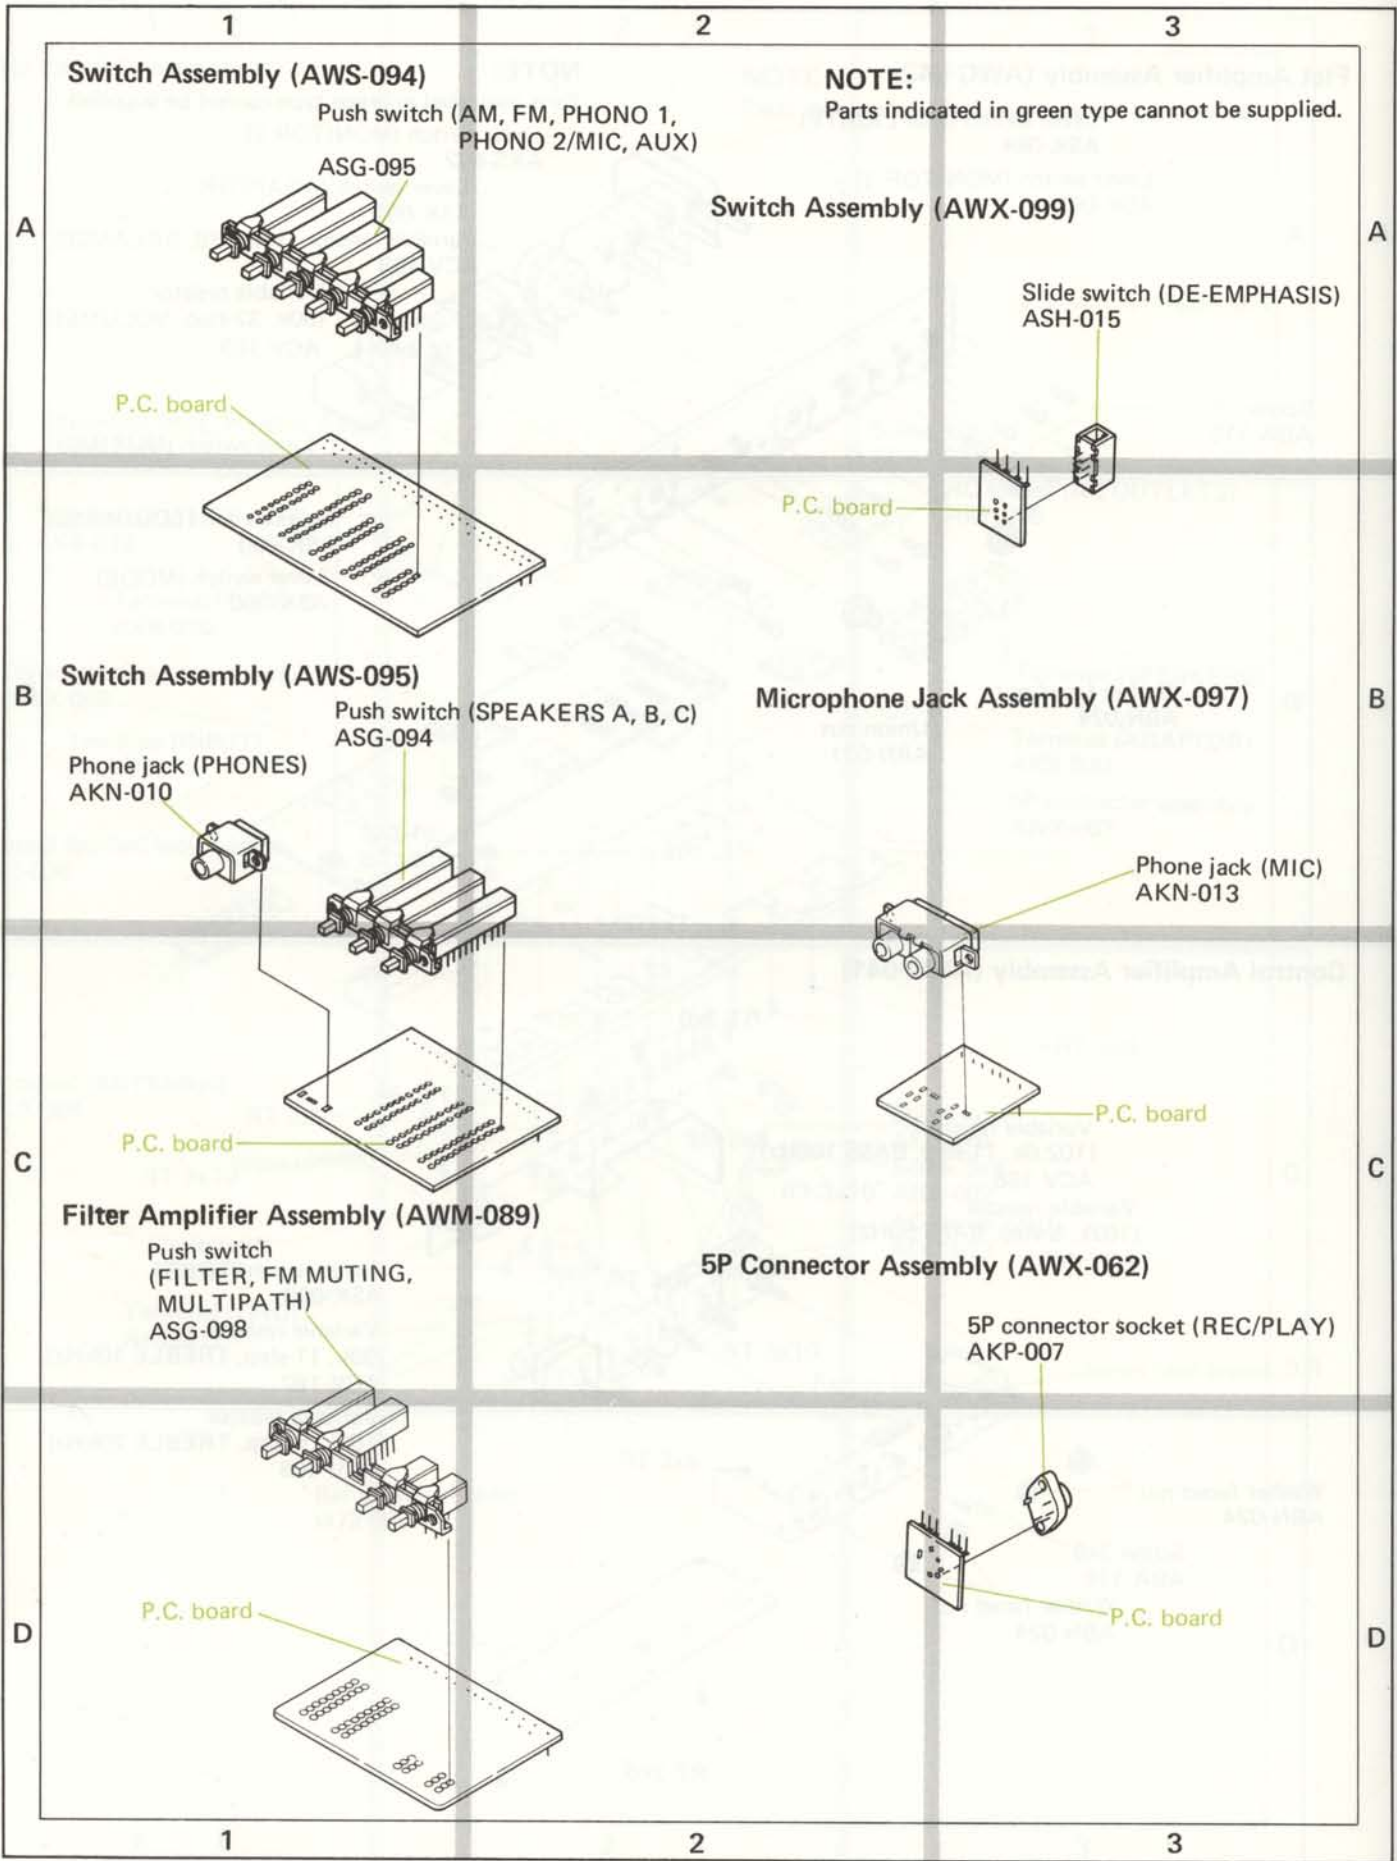 1 2 3
Switch Assembly (AWS-094)
Push switch (AM, FM, PHONO 1,
PHONO 2/MIC, AUX)
ASG-095
NOTE:
Parts indicated in green type cannot be supplied.
A
Switch Assembly (AWX-099)
A
Slide switch (DE-EMPHASIS)
ASH-015
P.C. board
P.C. board
Switch Assembly (AWS-095)
B
Push switch (SPEAKERS A, B, C)
ASG-094
Phone jack (PHONES)
AKN-010
Microphone Jack Assembly (AWX-097)
B
Phone jack (MIC)
AKN-013
P.C. board
P.C. board
C
C
Filter Amplifier Assembly (AWM-089)
Push switch
(FILTER, FM MUTING,
MULTIPATH)
ASG-098
5P Connector Assembly (AWX-062)
5P connector socket (REC/PLAY)
AKP-007
P.C. board
P.C. board
D
D
1 2 3